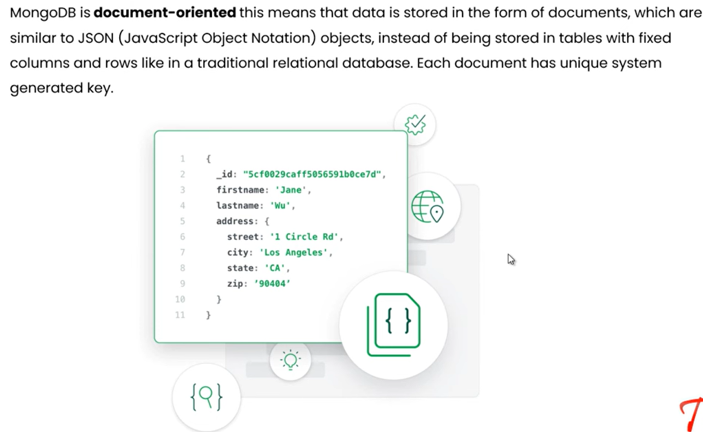 MongoDB is document-oriented this means that data is stored in the form of documents, which are
similar to JSON (JavaScript Object Notation) objects, instead of being stored in tables with fixed
columns and rows like in a traditional relational database. Each document has unique system
generated key.
1 {
2 _id: "5cf0029caff5056591b0ce7d",
3 firstname: 'Jane',
4 lastname: 'Wu',
5 address: {
6 street: '1 Circle Rd',
7 city: 'Los Angeles',
8 state: 'CA',
9 zip: '90404'
10 }
11 }
{ }